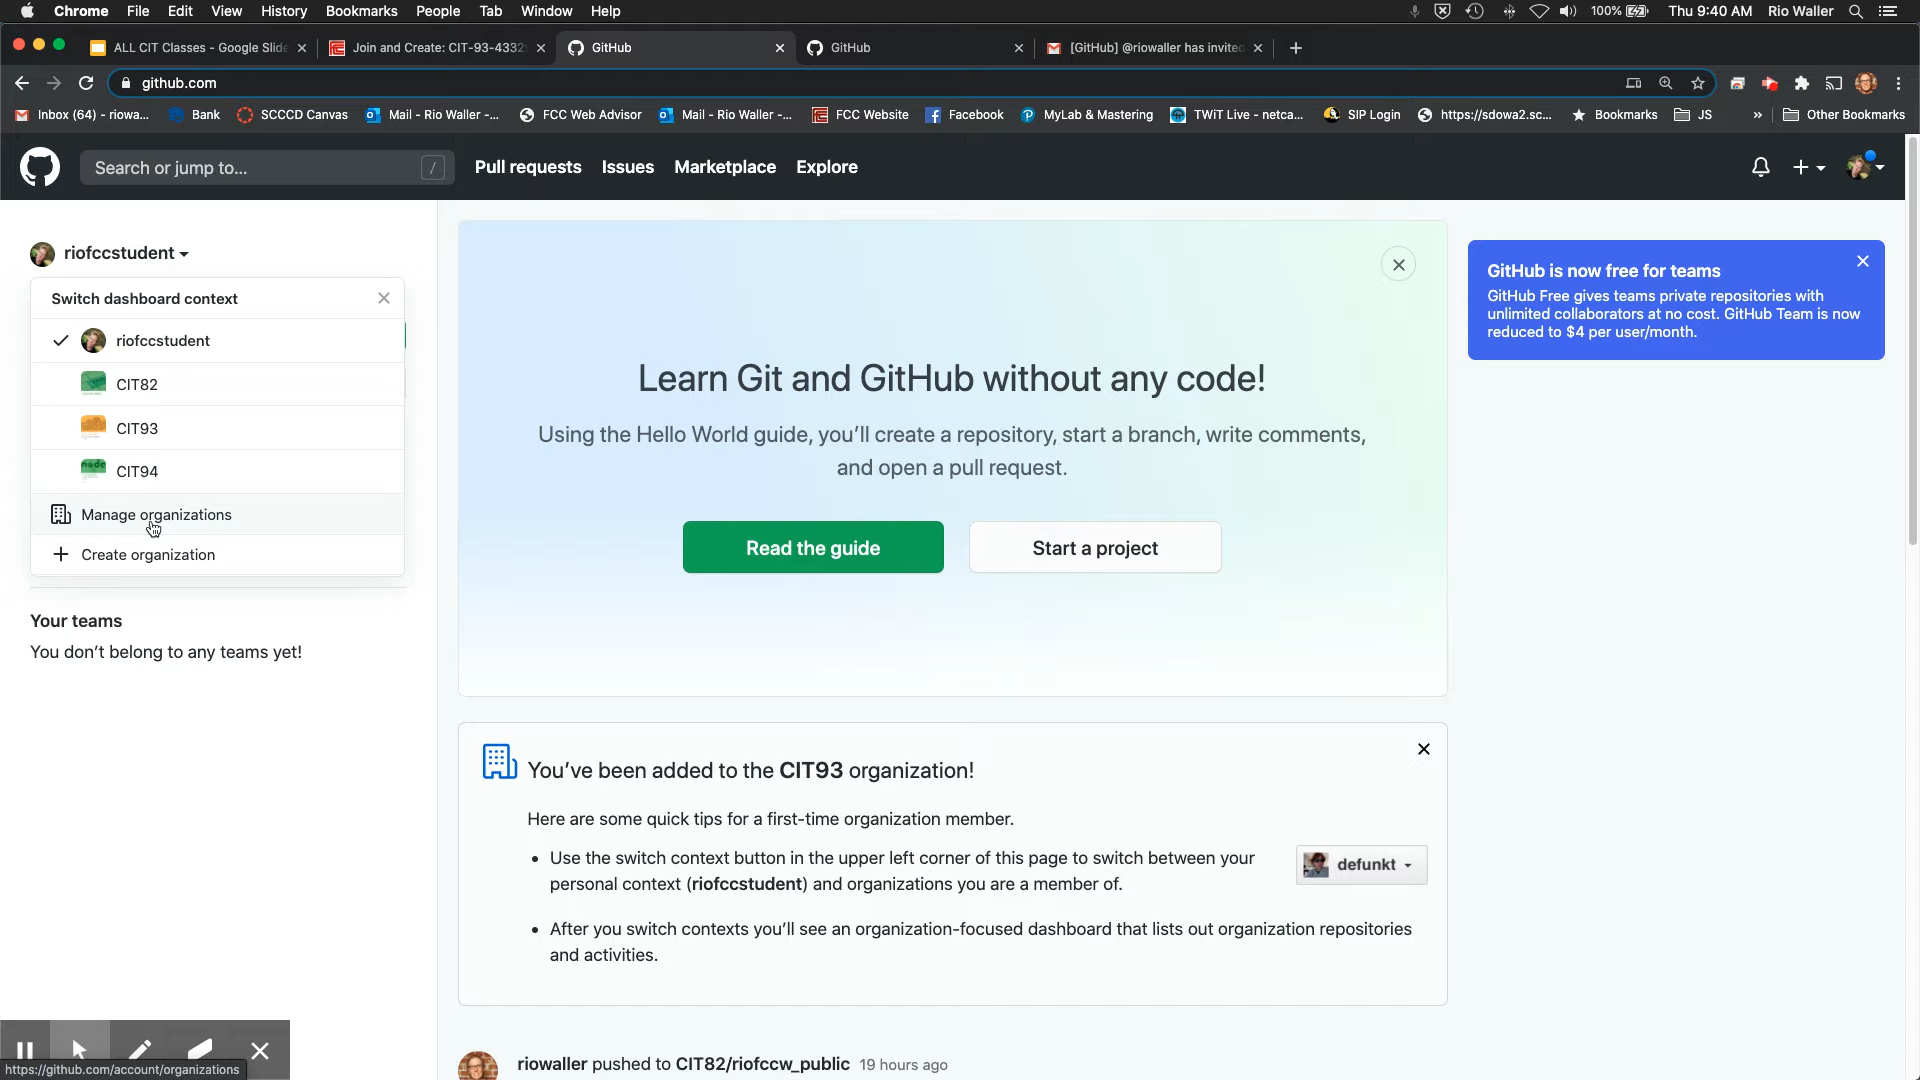 Chrome File Edit View History Bookmarks People Tab Window Help 100% Thu 9:40 AM Rio Waller
ALL CIT Classes - Google Slide Join and Create: CIT-93-4332 GitHub GitHub [GitHub] @riowaller has invited
github.com
Inbox (64) - riowa... Bank SCCCD Canvas Mail - Rio Waller -... FCC Web Advisor Mail - Rio Waller -... FCC Website Facebook MyLab & Mastering TWiT Live - netca... SIP Login https://sdowa2.sc... Bookmarks JS » Other Bookmarks
Search or jump to... / Pull requests Issues Marketplace Explore
riofccstudent
Switch dashboard context
riofccstudent
CIT82
CIT93
node
CIT94
Manage organizations
Create organization
Your teams
You don't belong to any teams yet!
Learn Git and GitHub without any code!
Using the Hello World guide, you'll create a repository, start a branch, write comments,
and open a pull request.
Read the guide Start a project
GitHub is now free for teams
GitHub Free gives teams private repositories with
unlimited collaborators at no cost. GitHub Team is now
reduced to $4 per user/month.
You've been added to the CIT93 organization!
Here are some quick tips for a first-time organization member.
• Use the switch context button in the upper left corner of this page to switch between your
personal context (riofccstudent) and organizations you are a member of.
defunkt
• After you switch contexts you'll see an organization-focused dashboard that lists out organization repositories
and activities.
riowaller pushed to CIT82/riofccw_public 19 hours ago
https://github.com/account/organizations